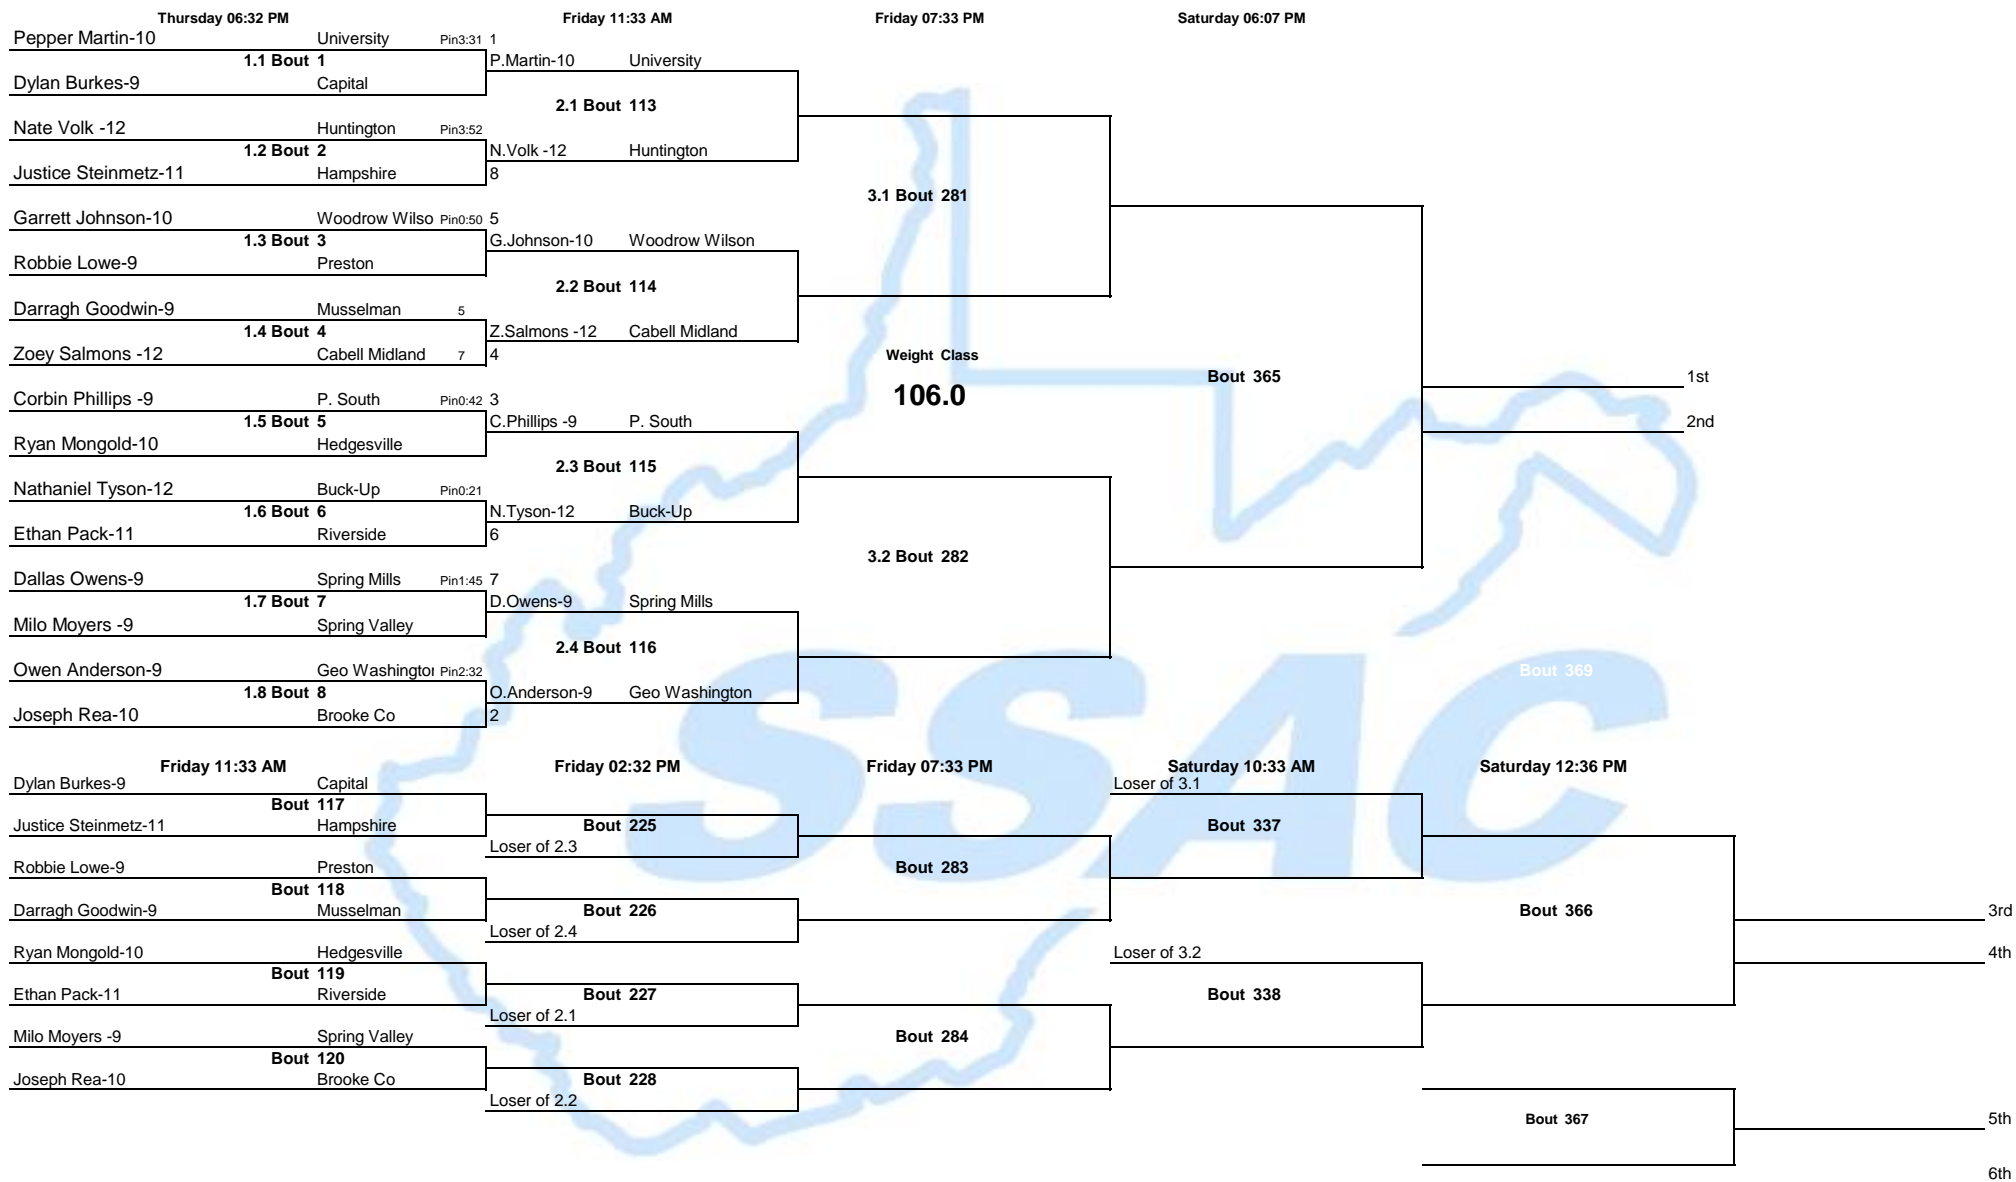 Thursday 06:32 PM Friday 11:33 AM Friday 07:33 PM Saturday 06:07 PM
Pepper Martin-10 University Pin3:31 1
1.1 Bout 1 P.Martin-10 University
Dylan Burkes-9 Capital
2.1 Bout 113
Nate Volk -12 Huntington Pin3:52
1.2 Bout 2 N.Volk -12 Huntington
Justice Steinmetz-11 Hampshire 8
3.1 Bout 281
Garrett Johnson-10 Woodrow Wilso Pin0:50 5
1.3 Bout 3 G.Johnson-10 Woodrow Wilson
Robbie Lowe-9 Preston
2.2 Bout 114
Darragh Goodwin-9 Musselman 5
1.4 Bout 4 Z.Salmons -12 Cabell Midland
Zoey Salmons -12 Cabell Midland 7 4 Weight Class
Bout 365 1st
Corbin Phillips -9 P. South Pin0:42 3 106.0
1.5 Bout 5 C.Phillips -9 P. South 2nd
Ryan Mongold-10 Hedgesville
2.3 Bout 115
Nathaniel Tyson-12 Buck-Up Pin0:21
1.6 Bout 6 N.Tyson-12 Buck-Up
Ethan Pack-11 Riverside 6
3.2 Bout 282
Dallas Owens-9 Spring Mills Pin1:45 7
1.7 Bout 7 D.Owens-9 Spring Mills
Milo Moyers -9 Spring Valley
2.4 Bout 116
Owen Anderson-9 Geo Washingtor Pin2:32 Bout 369
1.8 Bout 8 O.Anderson-9 Geo Washington
Joseph Rea-10 Brooke Co 2
SSAC
Friday 11:33 AM Friday 02:32 PM Friday 07:33 PM Saturday 10:33 AM Saturday 12:36 PM
Dylan Burkes-9 Capital Loser of 3.1
Bout 117
Justice Steinmetz-11 Hampshire Bout 225 Bout 337
Loser of 2.3
Robbie Lowe-9 Preston Bout 283
Bout 118
Darragh Goodwin-9 Musselman Bout 226 Bout 366 3rd
Loser of 2.4
Ryan Mongold-10 Hedgesville Loser of 3.2 4th
Bout 119
Ethan Pack-11 Riverside Bout 227 Bout 338
Loser of 2.1
Milo Moyers -9 Spring Valley Bout 284
Bout 120
Joseph Rea-10 Brooke Co Bout 228
Loser of 2.2
Bout 367 5th
6th